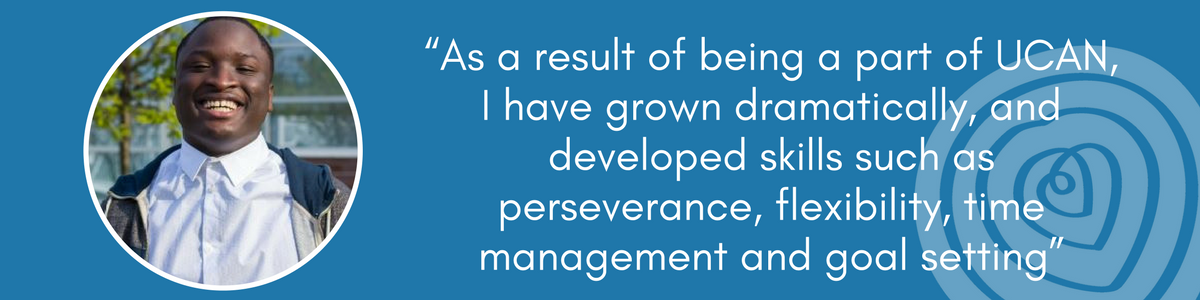 “As a result of being a part of UCAN,
I have grown dramatically, and
developed skills such as
perseverance, flexibility, time
management and goal setting”